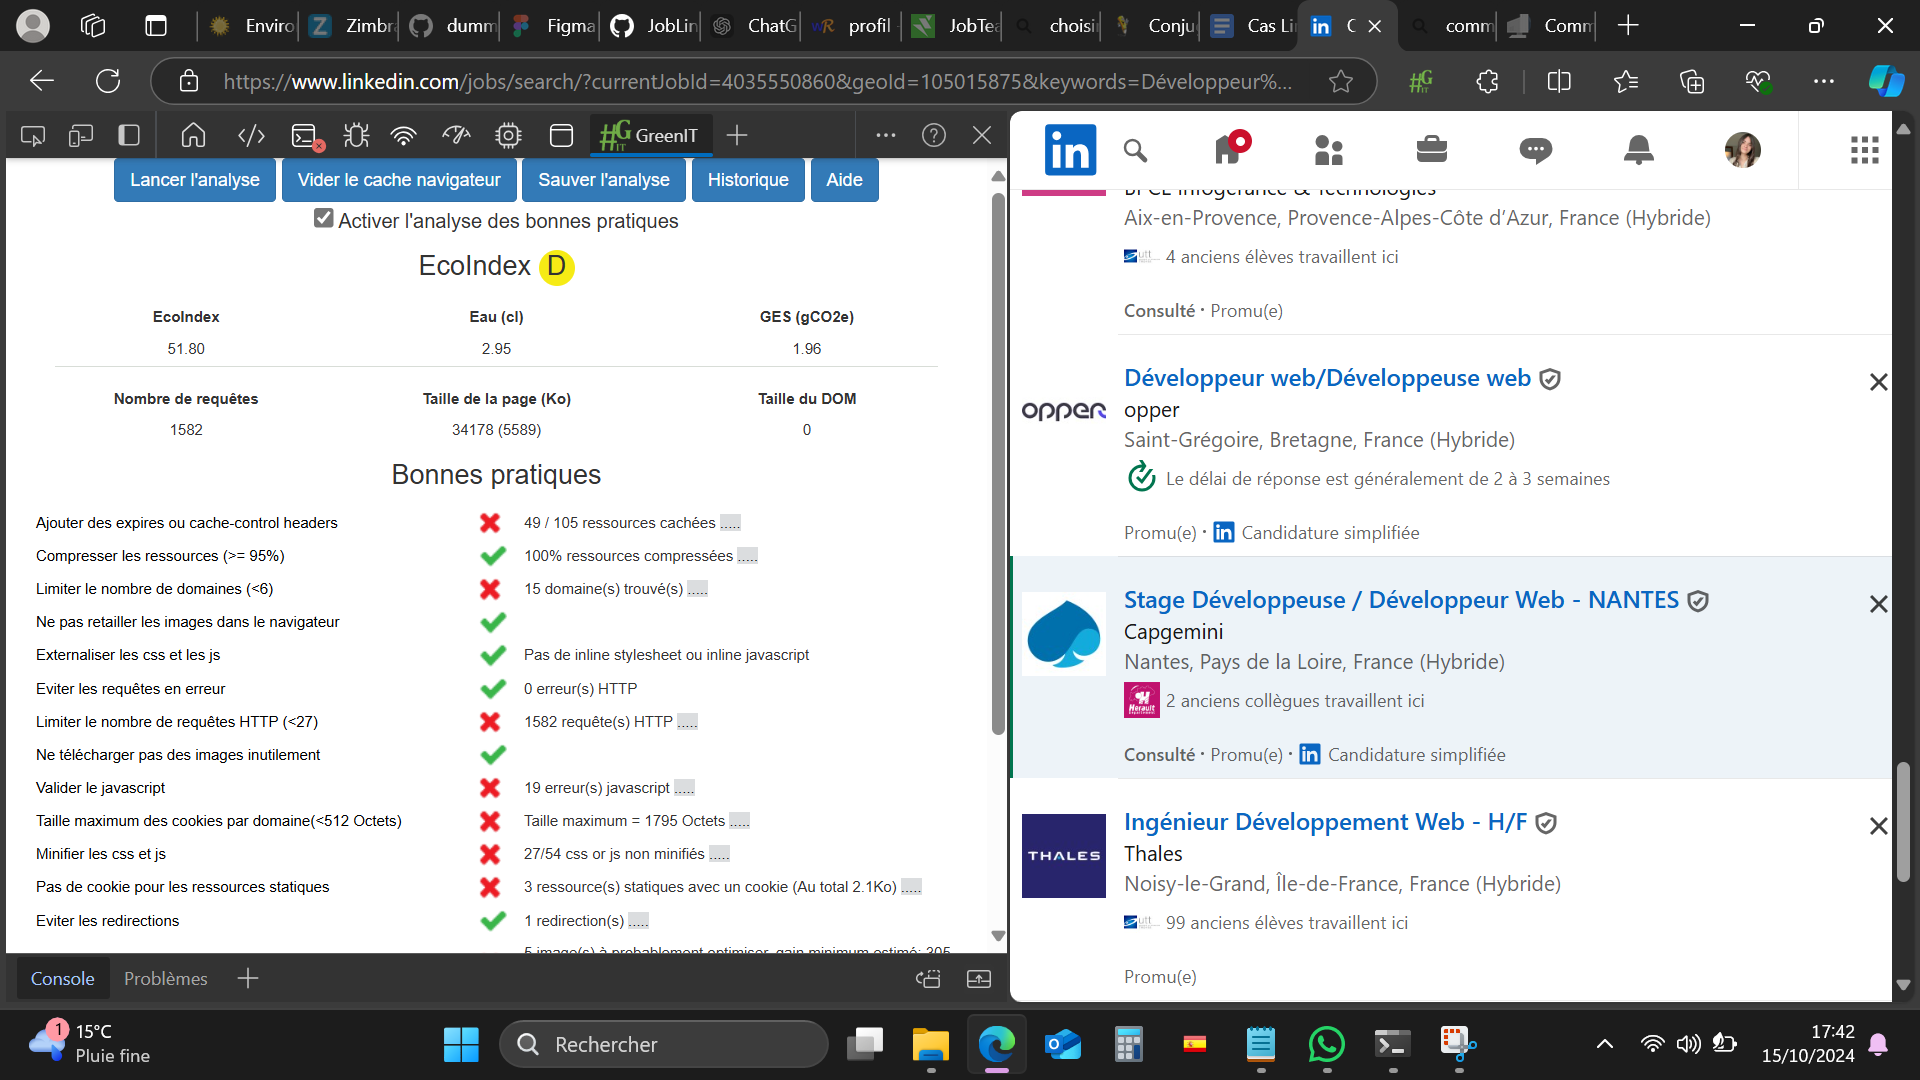 Enviro
Zimbra
dumm
Figma
JobLin
ChatG
profil
JobTea
choisi
Conju
Cas Li
C
comm
Comm
https://www.linkedin.com/jobs/search/?currentJobId=4035550860&geoId=105015875&keywords=Développeur%...
GreenIT
Lancer l'analyse
Vider le cache navigateur
Sauver l'analyse
Historique
Aide
Activer l'analyse des bonnes pratiques
EcoIndex D
EcoIndex
Eau (cl)
GES (gCO2e)
51.80
2.95
1.96
Nombre de requêtes
Taille de la page (Ko)
Taille du DOM
1582
34178 (5589)
0
Bonnes pratiques
Ajouter des expires ou cache-control headers
49 / 105 ressources cachées .....
Compresser les ressources (>= 95%)
100% ressources compressées .....
Limiter le nombre de domaines (<6)
15 domaine(s) trouvé(s) .....
Ne pas retailler les images dans le navigateur
Externaliser les css et les js
Pas de inline stylesheet ou inline javascript
Eviter les requêtes en erreur
0 erreur(s) HTTP
Limiter le nombre de requêtes HTTP (<27)
1582 requête(s) HTTP .....
Ne télécharger pas des images inutilement
Valider le javascript
19 erreur(s) javascript .....
Taille maximum des cookies par domaine(<512 Octets)
Taille maximum = 1795 Octets .....
Minifier les css et js
27/54 css or js non minifiés .....
Pas de cookie pour les ressources statiques
3 ressource(s) statiques avec un cookie (Au total 2.1Ko) .....
Eviter les redirections
1 redirection(s) .....
5 image(s) à probablement optimiser, gain minimum estimé: 305
Console
Problèmes
BPCE Infogérance & Technologies
Aix-en-Provence, Provence-Alpes-Côte d’Azur, France (Hybride)
utt
4 anciens élèves travaillent ici
Consulté · Promu(e)
opper
Développeur web/Développeuse web
opper
Saint-Grégoire, Bretagne, France (Hybride)
Le délai de réponse est généralement de 2 à 3 semaines
Promu(e) · in Candidature simplifiée
Stage Développeuse / Développeur Web - NANTES
Capgemini
Nantes, Pays de la Loire, France (Hybride)
Hérault
2 anciens collègues travaillent ici
Consulté · Promu(e) · in Candidature simplifiée
THALES
Ingénieur Développement Web - H/F
Thales
Noisy-le-Grand, Île-de-France, France (Hybride)
utt
99 anciens élèves travaillent ici
Promu(e)
1
15°C
Pluie fine
Rechercher
17:42
15/10/2024